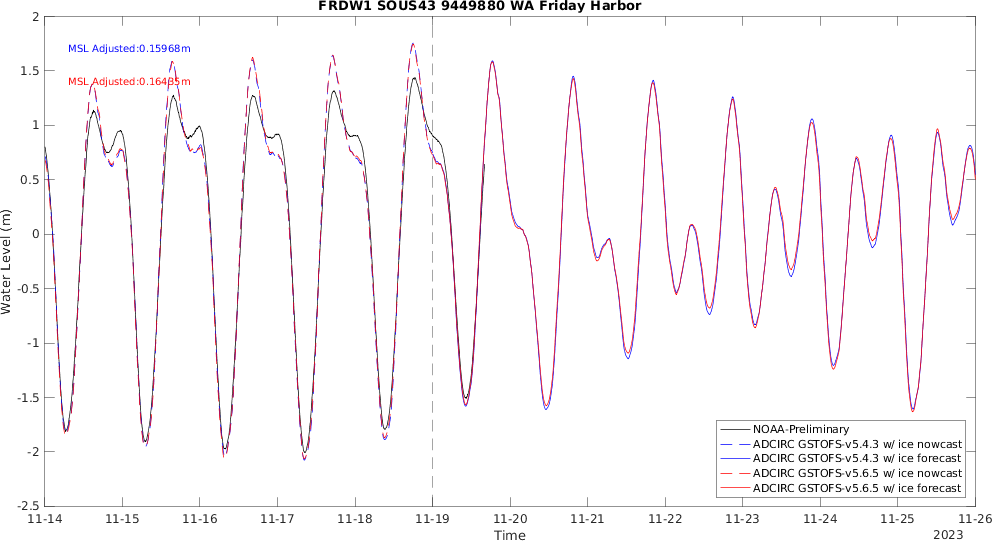 FRDW1 SOUS43 9449880 WA Friday Harbor
MSL Adjusted:0.15968m
MSL Adjusted:0.16435m
Water Level (m)
2
1.5
1
0.5
0
-0.5
-1
-1.5
-2
-2.5
NOAA-Preliminary
ADCIRC GSTOFS-v5.4.3 w/ ice nowcast
ADCIRC GSTOFS-v5.4.3 w/ ice forecast
ADCIRC GSTOFS-v5.6.5 w/ ice nowcast
ADCIRC GSTOFS-v5.6.5 w/ ice forecast
11-14 11-15 11-16 11-17 11-18 11-19 11-20 11-21 11-22 11-23 11-24 11-25 11-26
Time
2023